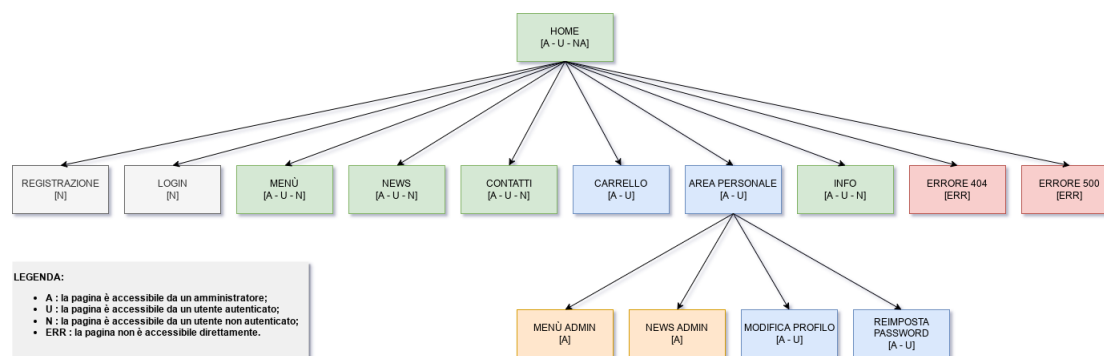 HOME
[A - U - NA]
REGISTRAZIONE
[N]
LOGIN
[N]
MENÙ
[A - U - N]
NEWS
[A - U - N]
CONTATTI
[A - U - N]
CARRELLO
[A - U]
AREA PERSONALE
[A - U]
INFO
[A - U - N]
ERRORE 404
[ERR]
ERRORE 500
[ERR]
LEGENDA:
• A : la pagina è accessibile da un amministratore;
• U : la pagina è accessibile da un utente autenticato;
• N : la pagina è accessibile da un utente non autenticato;
• ERR : la pagina non è accessibile direttamente.
MENÙ ADMIN
[A]
NEWS ADMIN
[A]
MODIFICA PROFILO
[A - U]
REIMPOSTA
PASSWORD
[A - U]